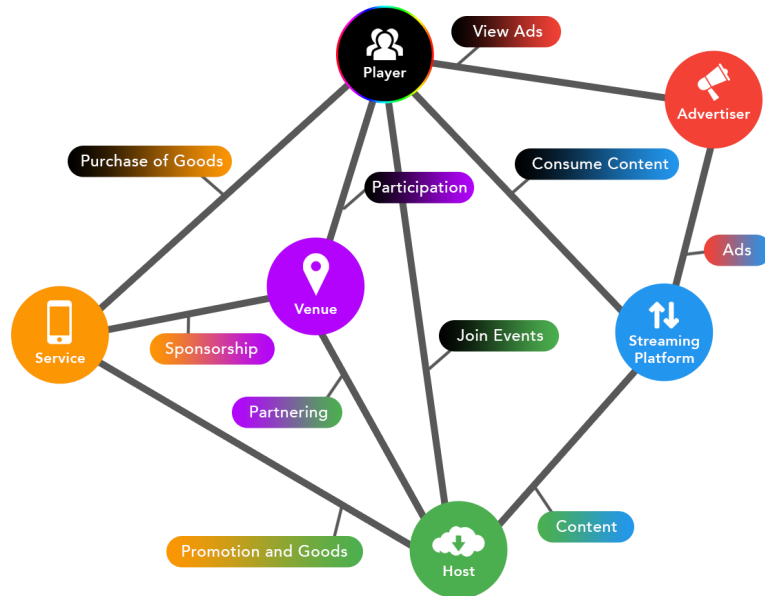 View Ads
Player
Advertiser
Purchase of Goods
Consume Content
Participation
Ads
Venue
Service
Sponsorship
Join Events
Streaming
Platform
Partnering
Content
Promotion and Goods
Host